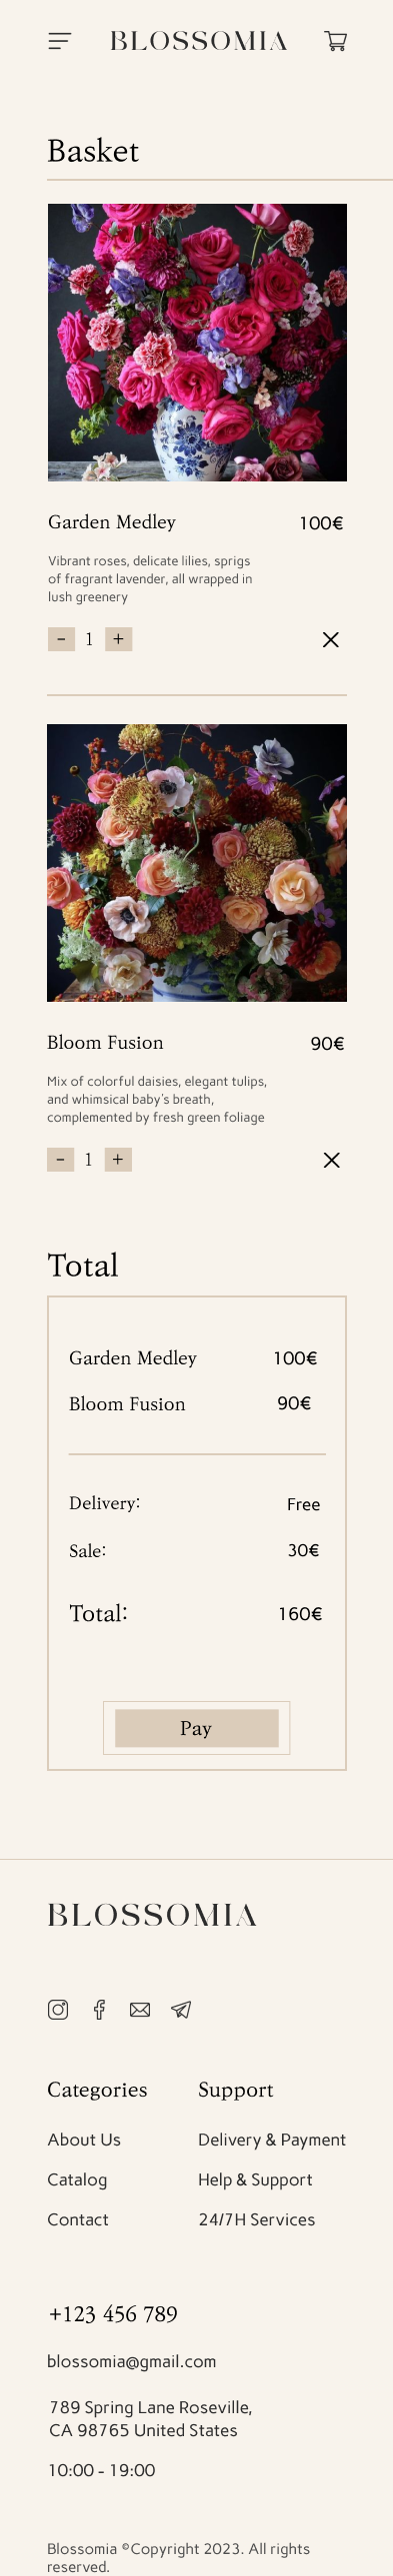 BLOSSOMIA
Basket
Garden Medley 100€
Vibrant roses, delicate lilies, sprigs
of fragrant lavender, all wrapped in
lush greenery
- 1 +
Bloom Fusion 90€
Mix of colorful daisies, elegant tulips,
and whimsical baby's breath,
complemented by fresh green foliage
- 1 +
Total
Garden Medley 100€
Bloom Fusion 90€
Delivery: Free
Sale: 30€
Total: 160€
Pay
BLOSSOMIA
Categories Support
About Us Delivery & Payment
Catalog Help & Support
Contact 24/7H Services
+123 456 789
blossomia@gmail.com
789 Spring Lane Roseville,
CA 98765 United States
10:00 - 19:00
Blossomia ©Copyright 2023. All rights
reserved.